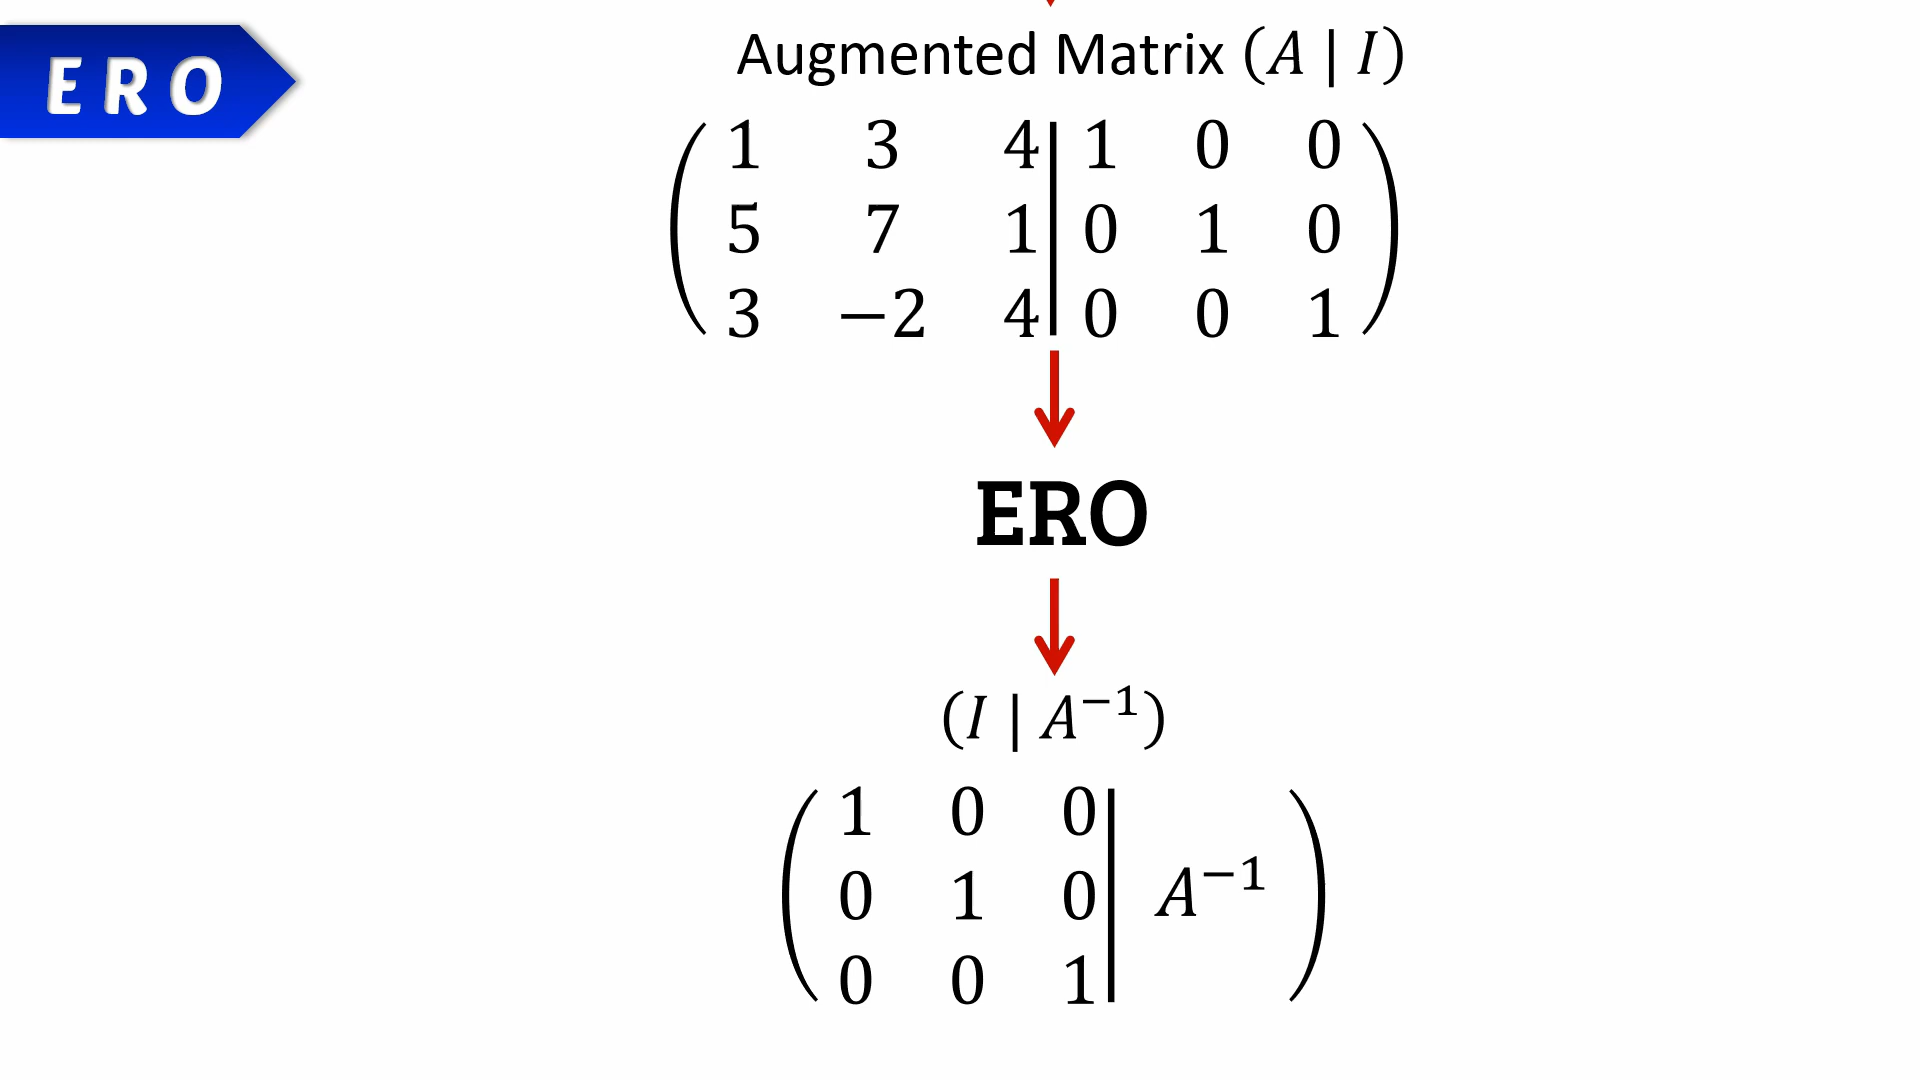 E R O
Augmented Matrix (A | I)
1 3 4 | 1 0 0
5 7 1 | 0 1 0
3 −2 4 | 0 0 1
ERO
(I | A⁻¹)
1 0 0 |
0 1 0 | A⁻¹
0 0 1 |